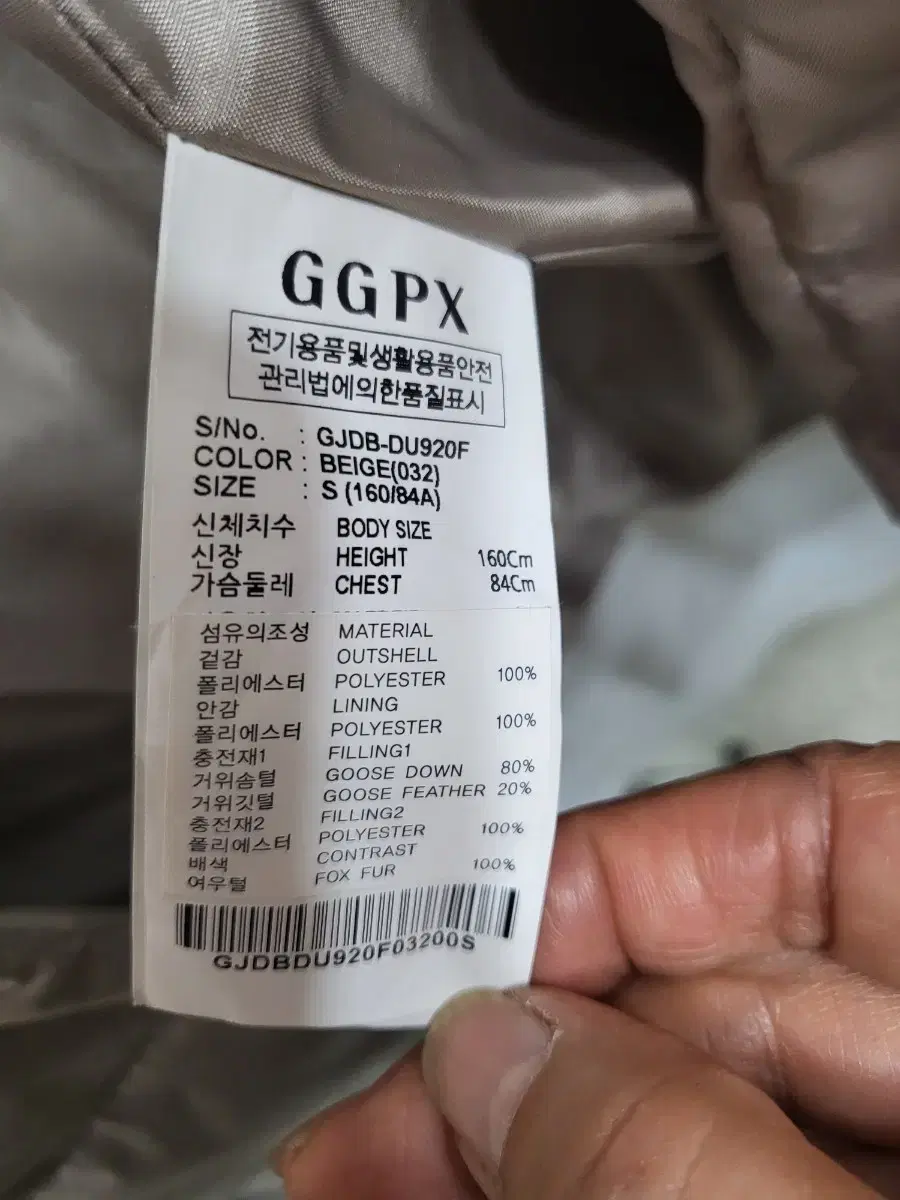 GGPX
전기용품및생활용품안전
관리법에의한품질표시
S/No. : GJDB-DU920F
COLOR : BEIGE(032)
SIZE : S (160/84A)
신체치수 BODY SIZE
신장 HEIGHT 160Cm
가슴둘레 CHEST 84Cm
섬유의조성 MATERIAL
겉감 OUTSHELL
폴리에스터 POLYESTER 100%
안감 LINING
폴리에스터 POLYESTER 100%
충전재1 FILLING1
거위솜털 GOOSE DOWN 80%
거위깃털 GOOSE FEATHER 20%
충전재2 FILLING2
폴리에스터 POLYESTER 100%
배색 CONTRAST
여우털 FOX FUR 100%
GJDBDU920F03200S